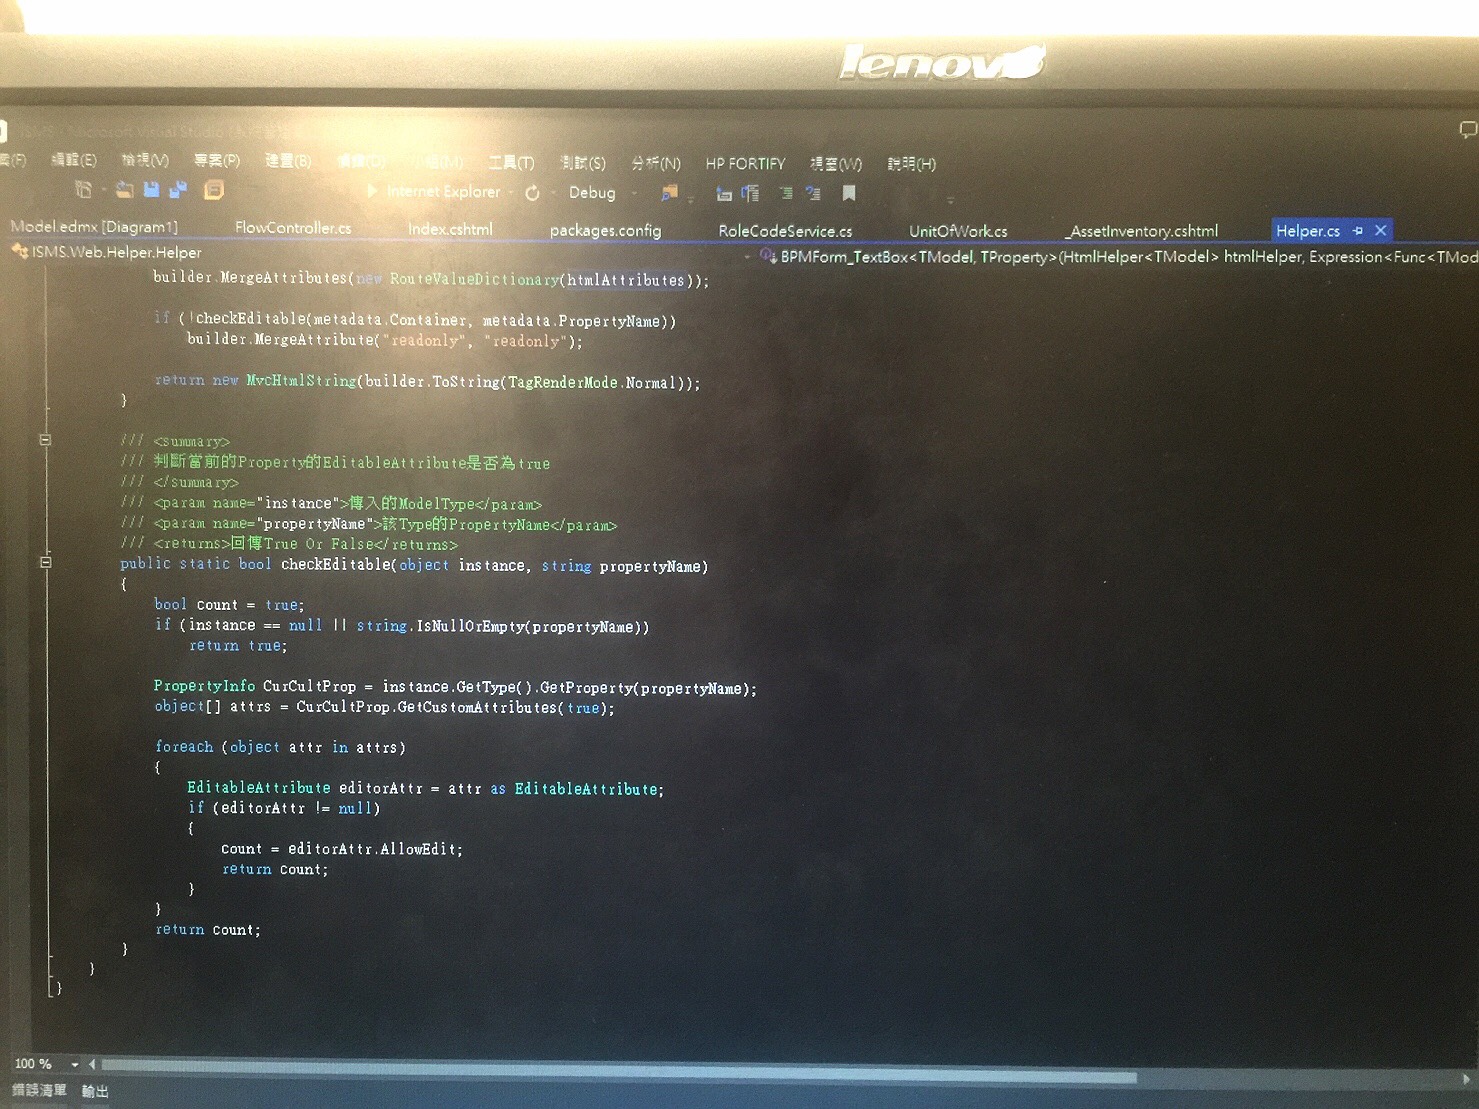 lenovo
ISMS - Microsoft Visual Studio
編輯(E) 檢視(V) 專案(P) 建置(B) 偵錯(D) 小組(M) 工具(T) 測試(S) 分析(N) HP FORTIFY 視窗(W) 說明(H)
Internet Explorer Debug
Model.edmx [Diagram1] FlowController.cs Index.cshtml packages.config RoleCodeService.cs UnitOfWork.cs _AssetInventory.cshtml Helper.cs
ISMS.Web.Helper.Helper BPMForm_TextBox<TModel, TProperty>(HtmlHelper<TModel> htmlHelper, Expression<Func<TMod
builder.MergeAttributes(new RouteValueDictionary(htmlAttributes));
if (!checkEditable(metadata.Container, metadata.PropertyName))
builder.MergeAttribute("readonly", "readonly");
return new MvcHtmlString(builder.ToString(TagRenderMode.Normal));
}
/// <summary>
/// 判斷當前的Property的EditableAttribute是否為true
/// </summary>
/// <param name="instance">傳入的ModelType</param>
/// <param name="propertyName">該Type的PropertyName</param>
/// <returns>回傳True Or False</returns>
public static bool checkEditable(object instance, string propertyName)
{
bool count = true;
if (instance == null || string.IsNullOrEmpty(propertyName))
return true;
PropertyInfo CurCultProp = instance.GetType().GetProperty(propertyName);
object[] attrs = CurCultProp.GetCustomAttributes(true);
foreach (object attr in attrs)
{
EditableAttribute editorAttr = attr as EditableAttribute;
if (editorAttr != null)
{
count = editorAttr.AllowEdit;
return count;
}
}
return count;
}
}
}
100 %
錯誤清單 輸出